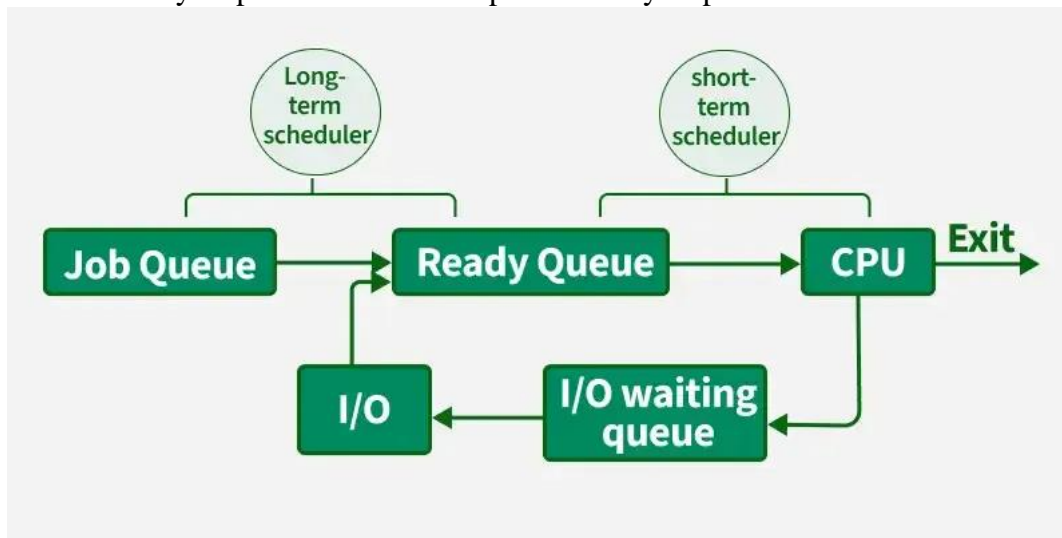 Long-
term
scheduler
short-
term
scheduler
Job Queue
Ready Queue
CPU
Exit
I/O
I/O waiting
queue